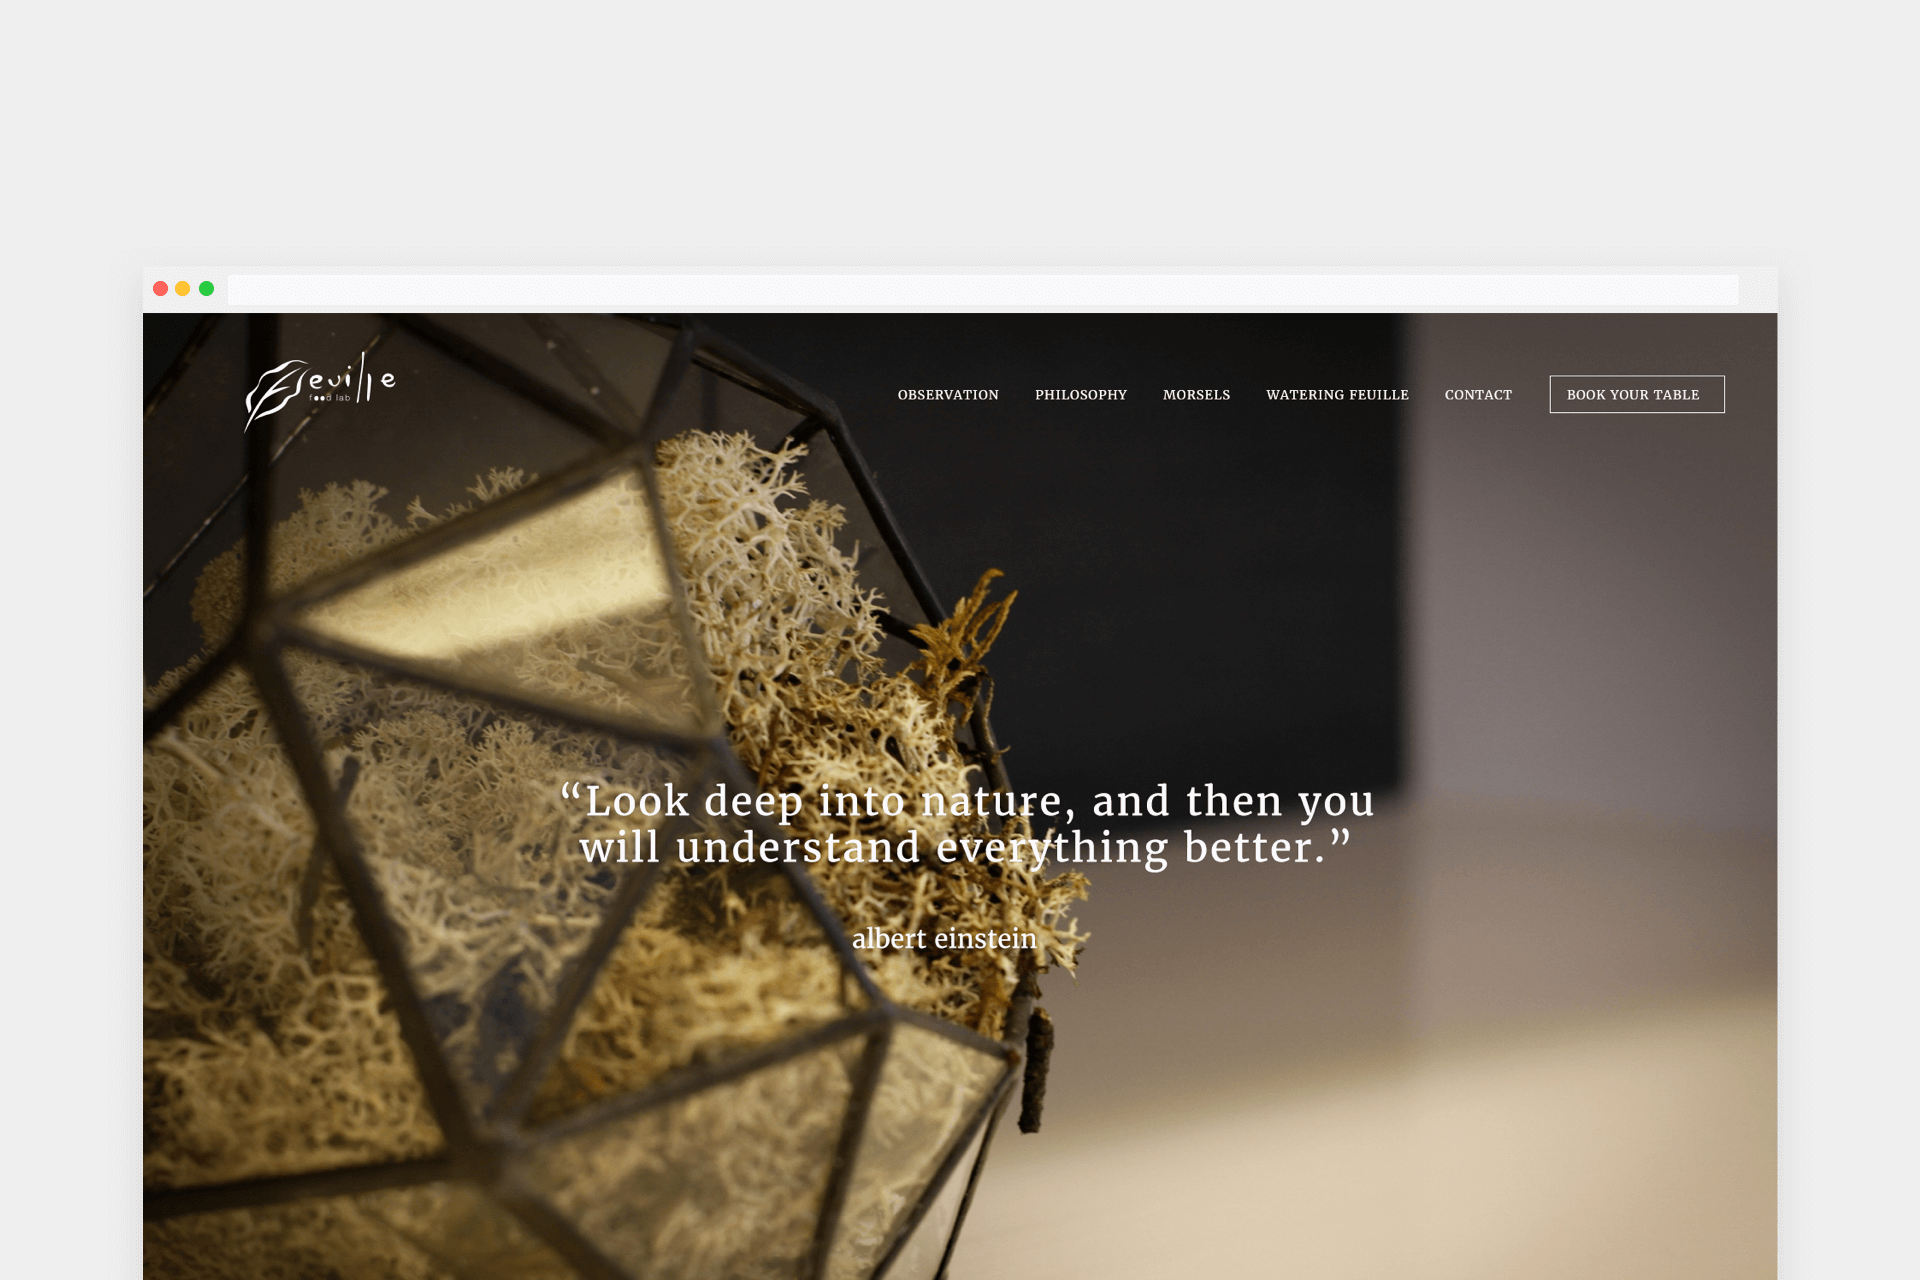 feuille
food lab
OBSERVATION PHILOSOPHY MORSELS WATERING FEUILLE CONTACT BOOK YOUR TABLE
“Look deep into nature, and then you
will understand everything better.”
albert einstein